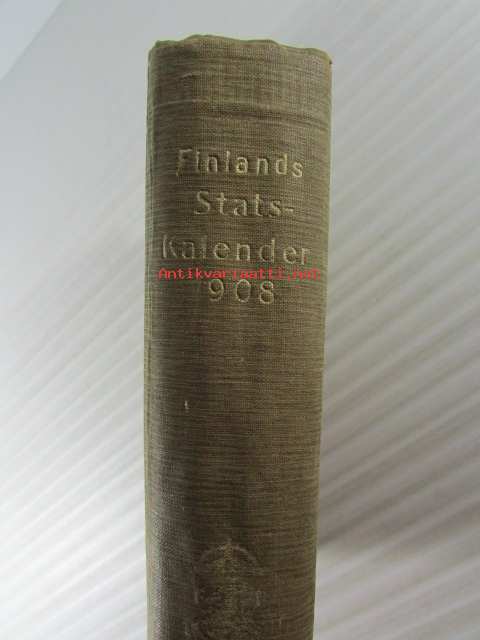 Finlands
Stats-
Kalender
Antikvariaatti.net
908